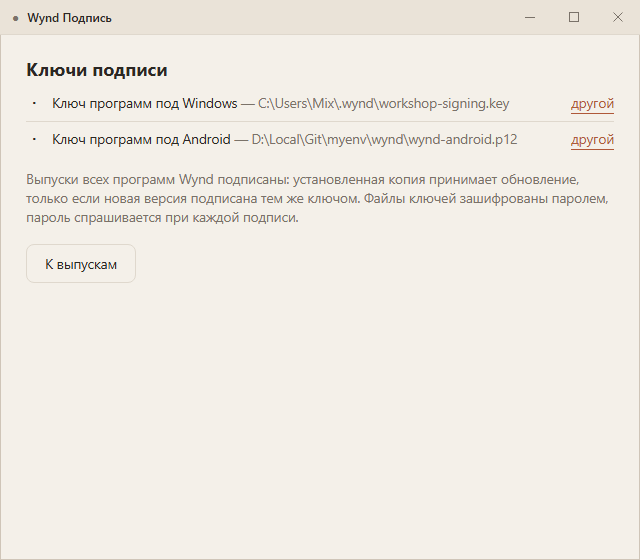 Wynd Подпись
Ключи подписи
· Ключ программ под Windows — C:\Users\Mix\.wynd\workshop-signing.key другой
· Ключ программ под Android — D:\Local\Git\myenv\wynd\wynd-android.p12 другой
Выпуски всех программ Wynd подписаны: установленная копия принимает обновление,
только если новая версия подписана тем же ключом. Файлы ключей зашифрованы паролем,
пароль спрашивается при каждой подписи.
К выпускам